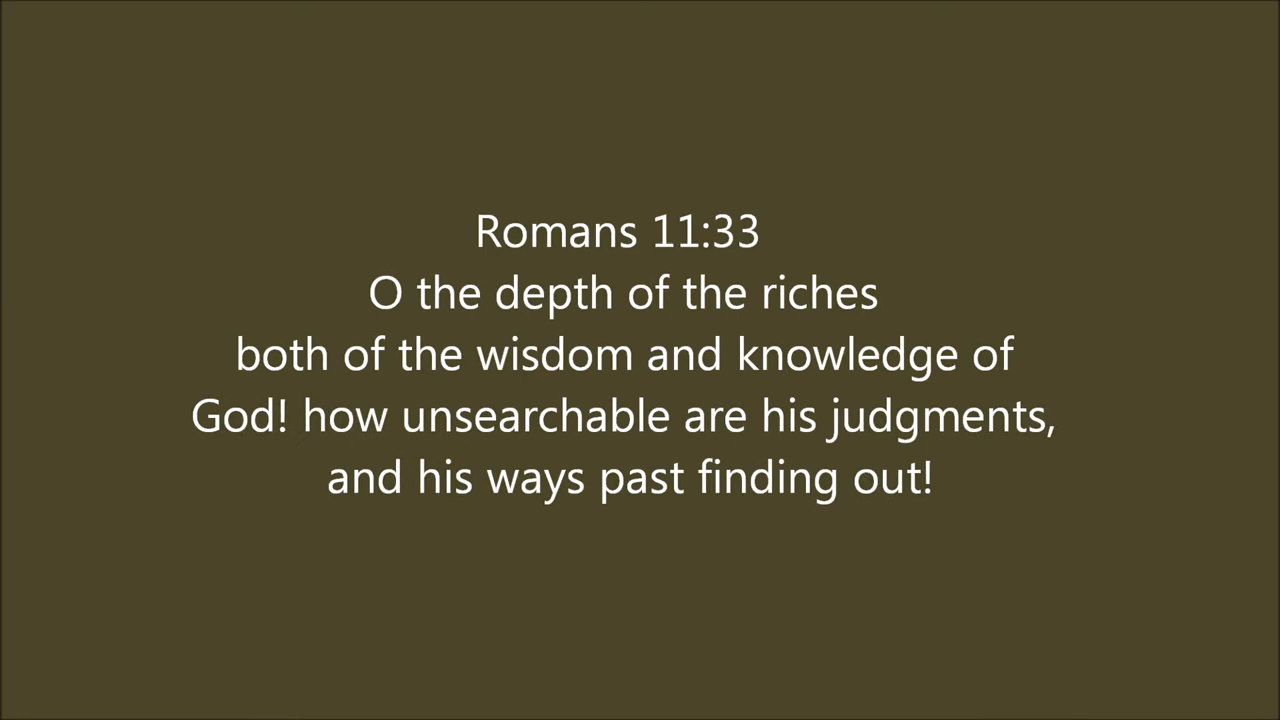 Romans 11:33
O the depth of the riches
both of the wisdom and knowledge of
God! how unsearchable are his judgments,
and his ways past finding out!